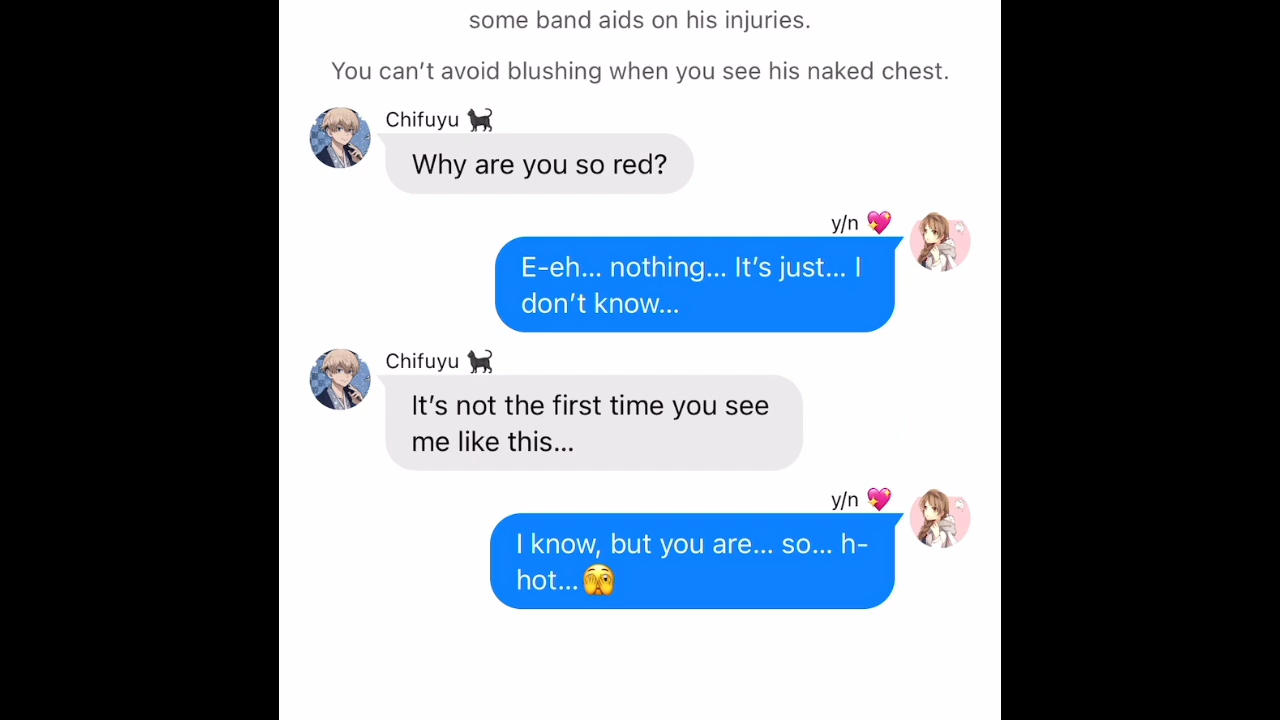 some band aids on his injuries.
You can’t avoid blushing when you see his naked chest.
Chifuyu 🐈‍⬛
Why are you so red?
y/n 💖
E-eh... nothing... It’s just... I
don’t know...
Chifuyu 🐈‍⬛
It’s not the first time you see
me like this...
y/n 💖
I know, but you are... so... h-
hot...🫣